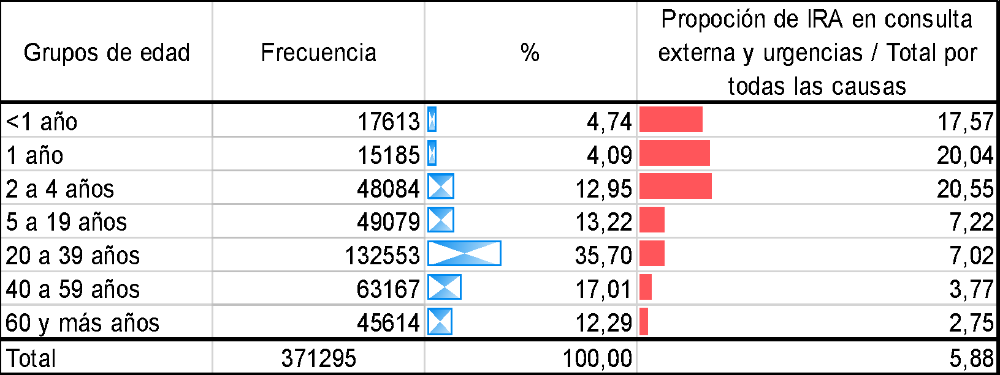 Grupos de edad Frecuencia % Propoción de IRA en consulta
externa y urgencias / Total por
todas las causas
<1 año 17613 4,74 17,57
1 año 15185 4,09 20,04
2 a 4 años 48084 12,95 20,55
5 a 19 años 49079 13,22 7,22
20 a 39 años 132553 35,70 7,02
40 a 59 años 63167 17,01 3,77
60 y más años 45614 12,29 2,75
Total 371295 100,00 5,88